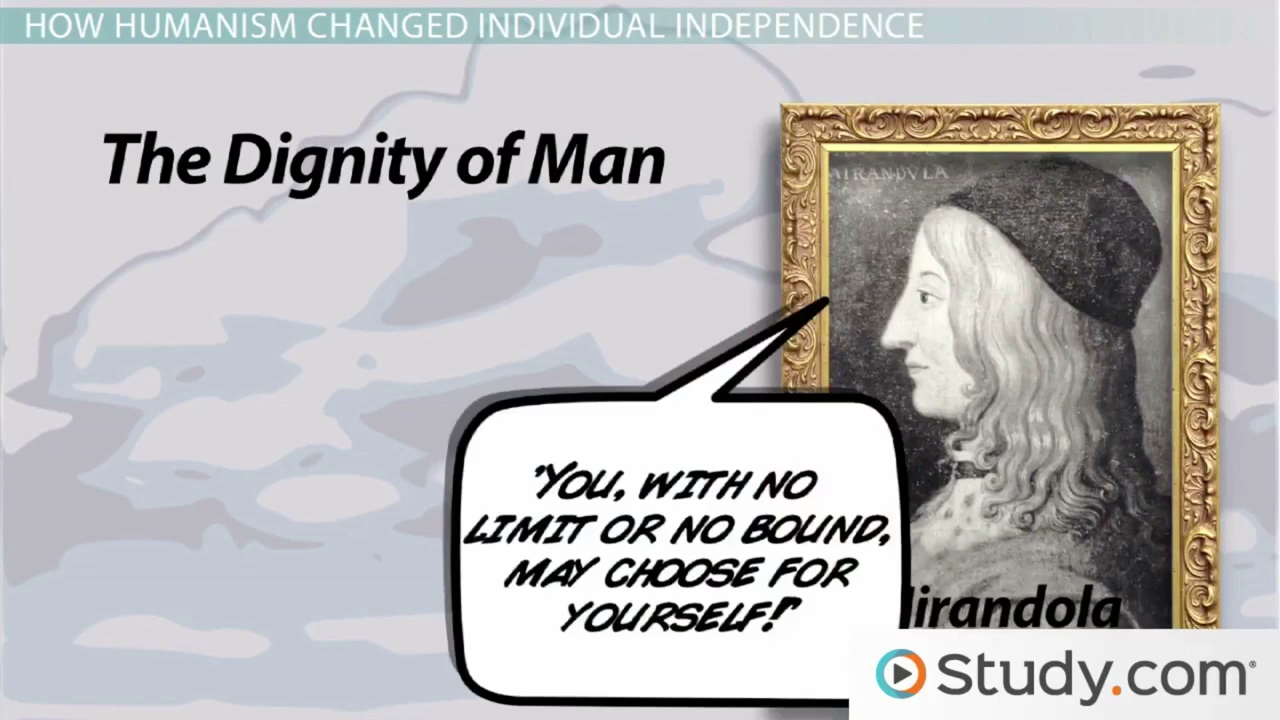 HOW HUMANISM CHANGED INDIVIDUAL INDEPENDENCE
The Dignity of Man
MIRANDVLA
"YOU, WITH NO
LIMIT OR NO BOUND,
MAY CHOOSE FOR
YOURSELF!"
irandola
Study.com®